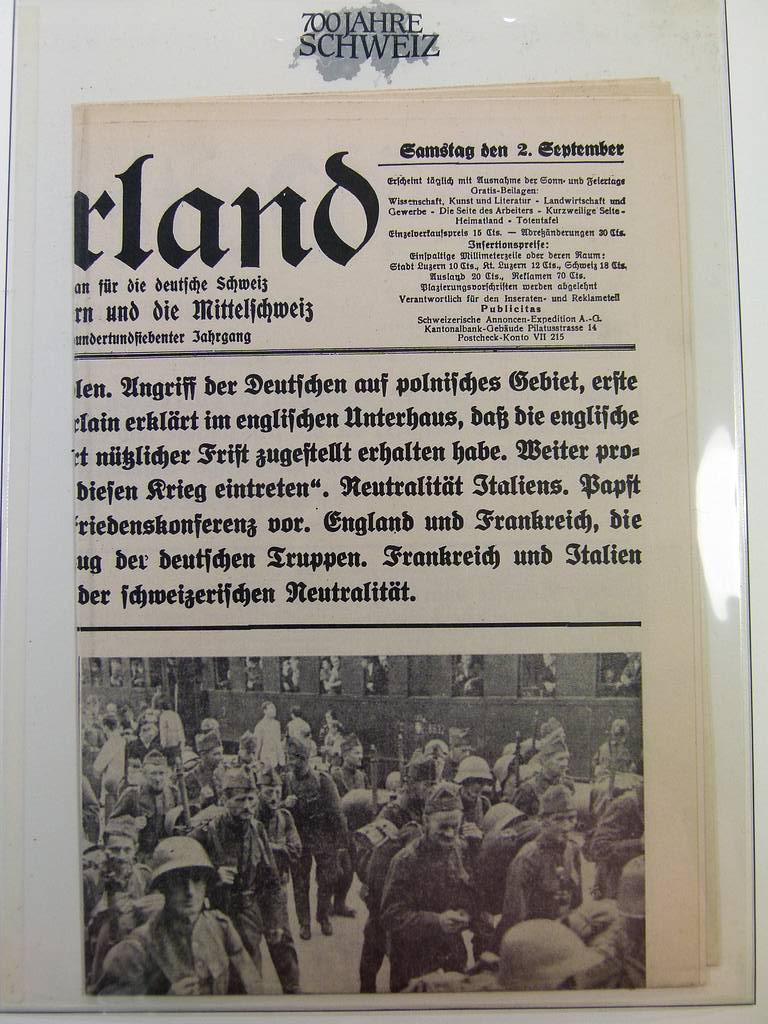 700 JAHRE
SCHWEIZ
rland
an für die deutsche Schweiz
rn und die Mittelschweiz
undertundsiebenter Jahrgang
Samstag den 2. September
Erscheint täglich mit Ausnahme der Sonn- und Feiertage
Gratis-Beilagen:
Wissenschaft, Kunst und Literatur - Landwirtschaft und
Gewerbe - Die Seite des Arbeiters - Kurzweilige Seite -
Heimatland - Totentafel
Einzelverkaufspreis 15 Cts. — Adreßänderungen 30 Cts.
Insertionspreise:
Einspaltige Millimeterzeile oder deren Raum:
Stadt Luzern 10 Cts., Kt. Luzern 12 Cts., Schweiz 18 Cts.
Ausland 20 Cts., Reklamen 70 Cts.
Plazierungsvorschriften werden abgelehnt
Verantwortlich für den Inseraten- und Reklameteil
Publicitas
Schweizerische Annoncen-Expedition A.-G.
Kantonalbank-Gebäude Pilatusstrasse 14
Postcheck-Konto VII 215
len. Angriff der Deutschen auf polnisches Gebiet, erste
rlain erklärt im englischen Unterhaus, daß die englische
rt nützlicher Frist zugestellt erhalten habe. Weiter pro-
diesen Krieg eintreten“. Neutralität Italiens. Papst
riedenskonferenz vor. England und Frankreich, die
ug der deutschen Truppen. Frankreich und Italien
der schweizerischen Neutralität.